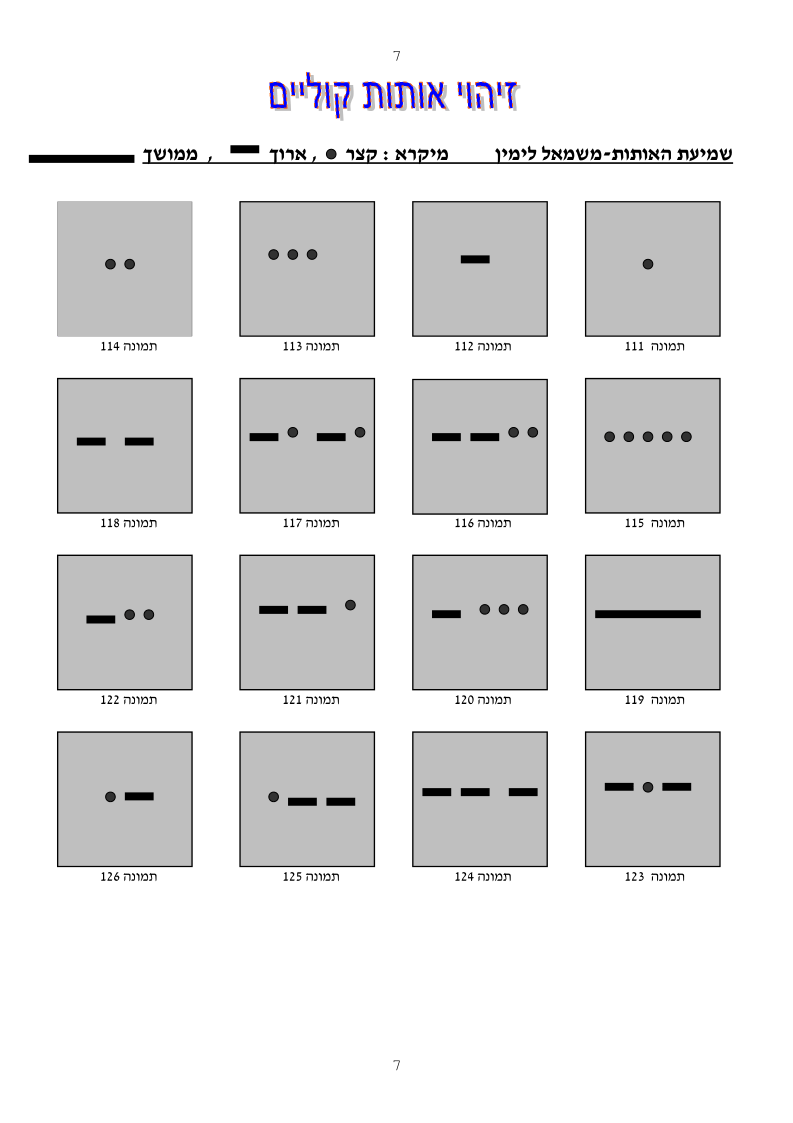 7
זיהוי אותות קוליים
שמיעת האותות-משמאל לימין מיקרא : קצר , ארוך , ממושך
תמונה 111 תמונה 112 תמונה 113 תמונה 114
תמונה 115 תמונה 116 תמונה 117 תמונה 118
תמונה 119 תמונה 120 תמונה 121 תמונה 122
תמונה 123 תמונה 124 תמונה 125 תמונה 126
7